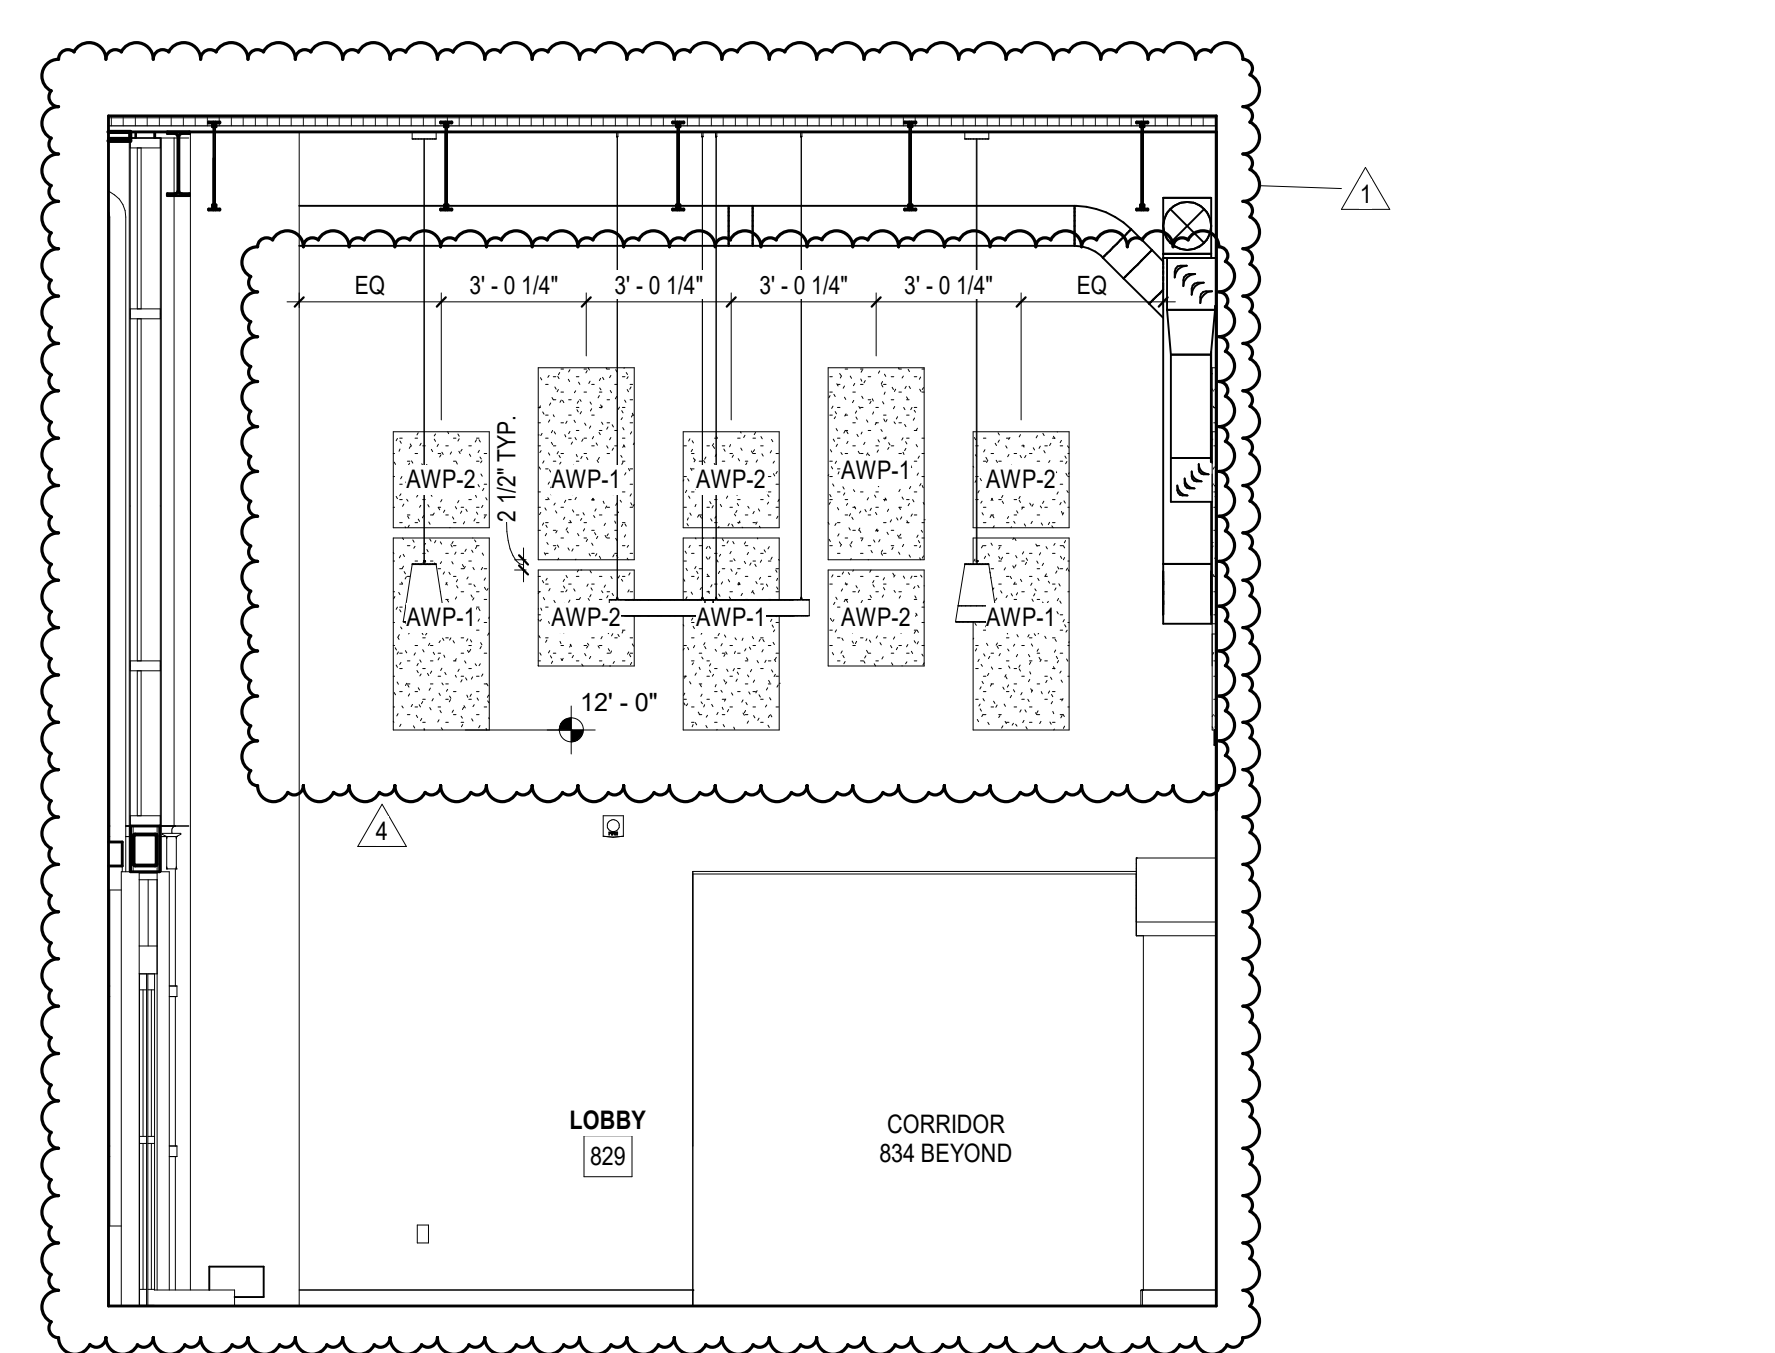 1
EQ
3' - 0 1/4"
3' - 0 1/4"
3' - 0 1/4"
3' - 0 1/4"
EQ
2 1/2" TYP.
AWP-2
AWP-1
AWP-2
AWP-1
AWP-2
AWP-1
AWP-2
AWP-1
AWP-2
AWP-1
12' - 0"
4
LOBBY
829
CORRIDOR
834 BEYOND